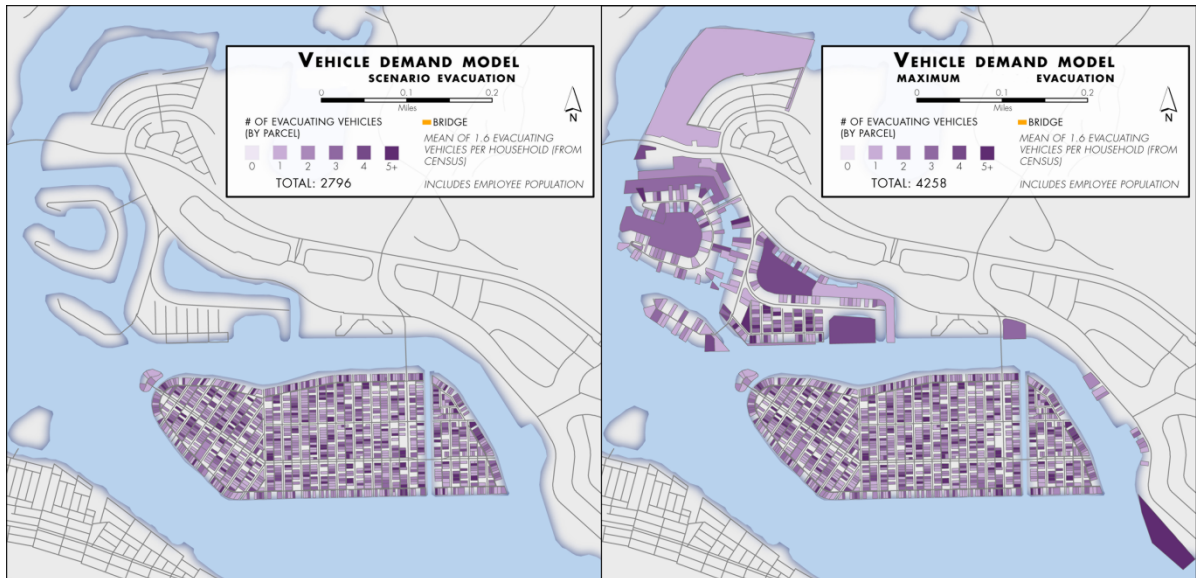 VEHICLE DEMAND MODEL
SCENARIO EVACUATION
0 0.1 0.2
Miles
N
# OF EVACUATING VEHICLES
(BY PARCEL)
0 1 2 3 4 5+
TOTAL: 2796
BRIDGE
MEAN OF 1.6 EVACUATING
VEHICLES PER HOUSEHOLD (FROM
CENSUS)
INCLUDES EMPLOYEE POPULATION
VEHICLE DEMAND MODEL
MAXIMUM EVACUATION
0 0.1 0.2
Miles
N
# OF EVACUATING VEHICLES
(BY PARCEL)
0 1 2 3 4 5+
TOTAL: 4258
BRIDGE
MEAN OF 1.6 EVACUATING
VEHICLES PER HOUSEHOLD (FROM
CENSUS)
INCLUDES EMPLOYEE POPULATION